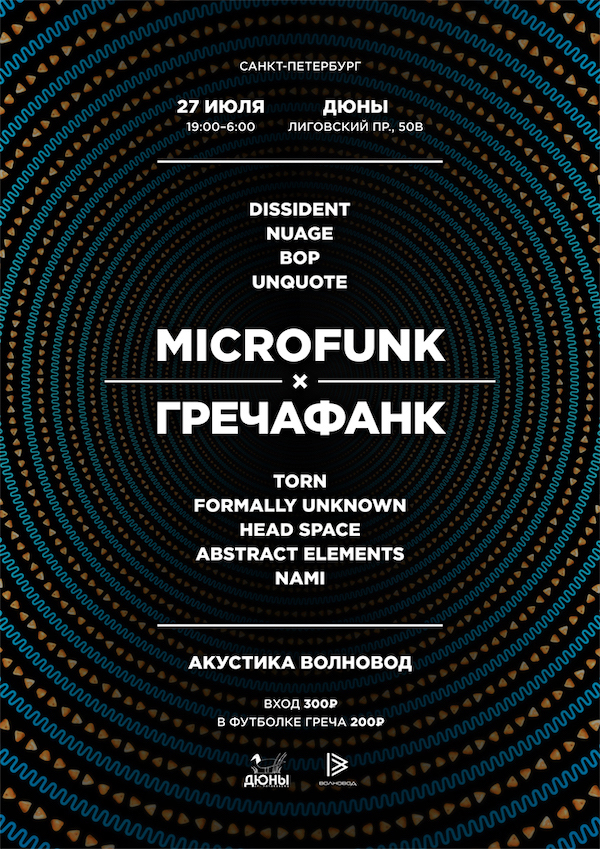 САНКТ-ПЕТЕРБУРГ
27 ИЮЛЯ
19:00–6:00
ДЮНЫ
ЛИГОВСКИЙ ПР., 50В
DISSIDENT
NUAGE
BOP
UNQUOTE
MICROFUNK
×
ГРЕЧАФАНК
TORN
FORMALLY UNKNOWN
HEAD SPACE
ABSTRACT ELEMENTS
NAMI
АКУСТИКА ВОЛНОВОД
ВХОД 300₽
В ФУТБОЛКЕ ГРЕЧА 200₽
ДЮНЫ
ВОЛНОВОД